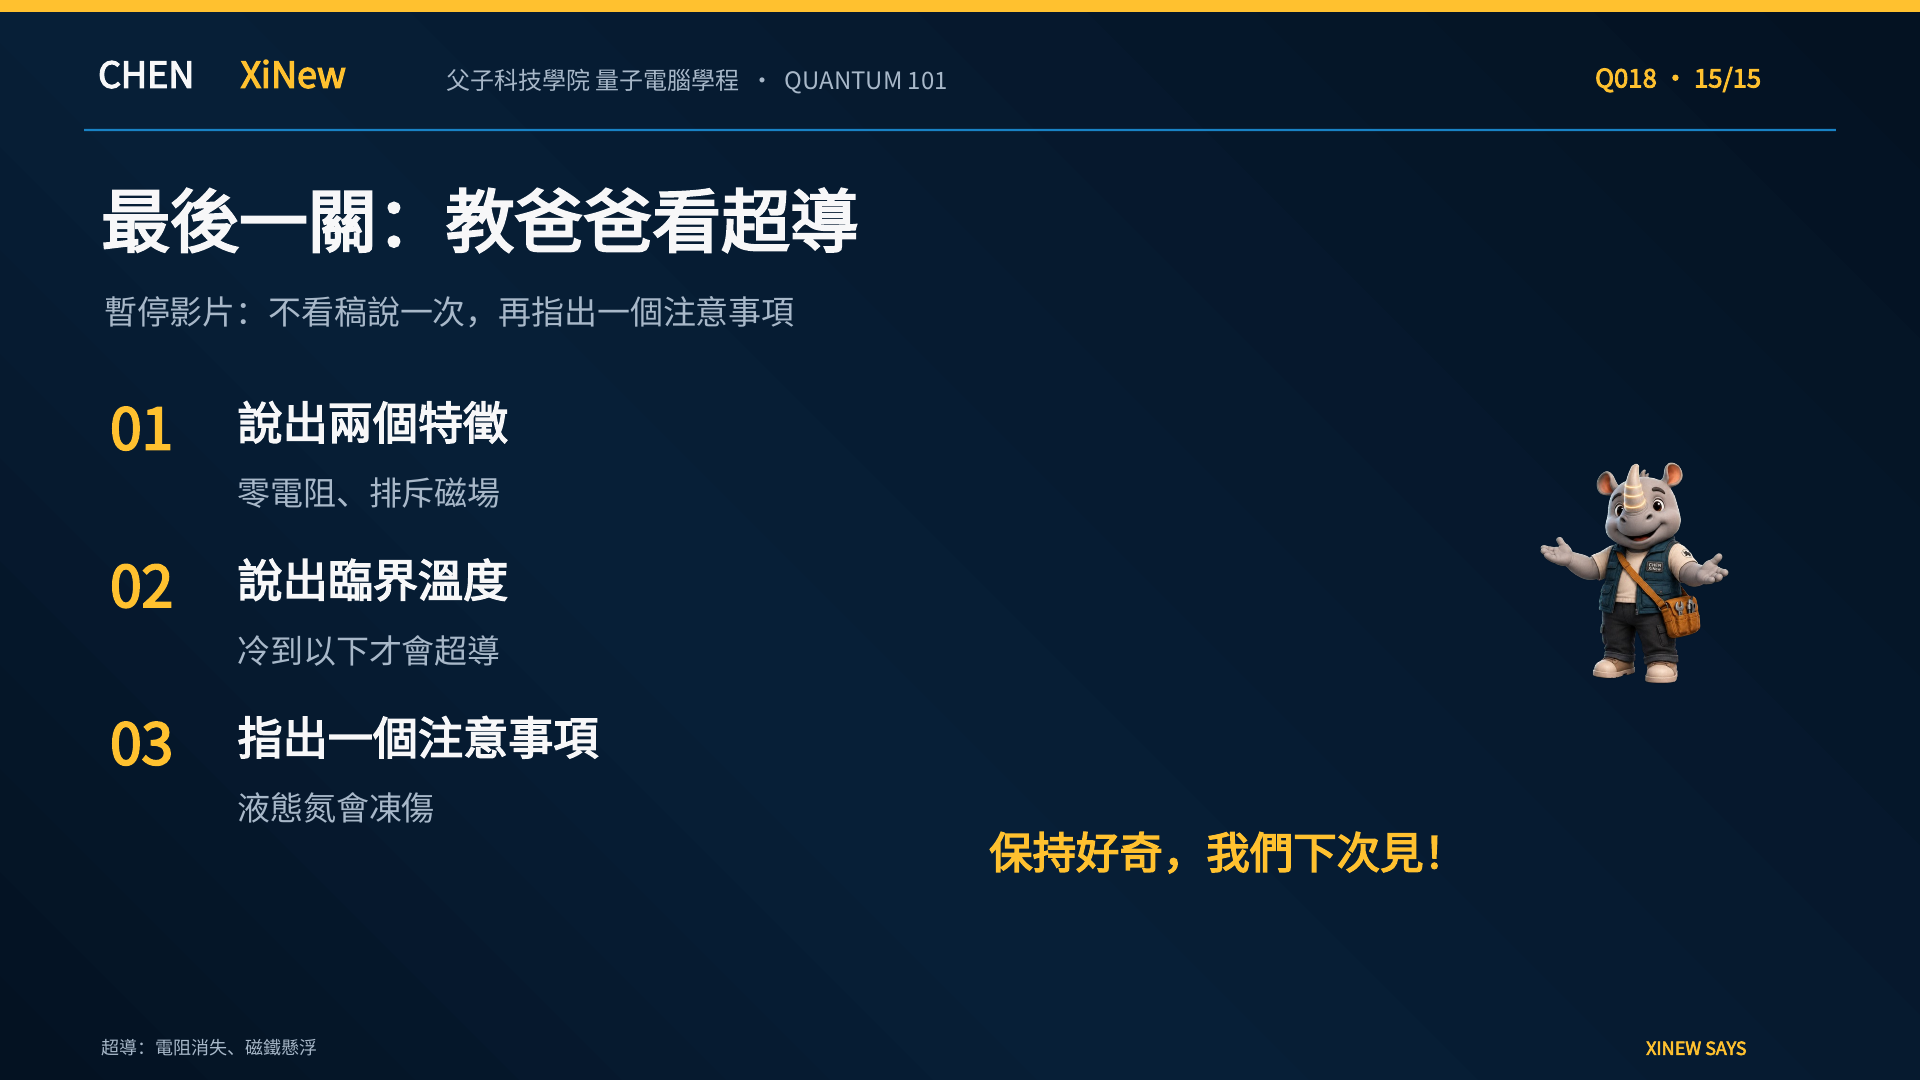 CHEN XiNew 父子科技學院 量子電腦學程 • QUANTUM 101 Q018 • 15/15
最後一關：教爸爸看超導
暫停影片：不看稿說一次，再指出一個注意事項
01 說出兩個特徵
零電阻、排斥磁場
02 說出臨界溫度
冷到以下才會超導
03 指出一個注意事項
液態氮會凍傷
CHEN XiNew
保持好奇，我們下次見！
超導：電阻消失、磁鐵懸浮 XINEW SAYS